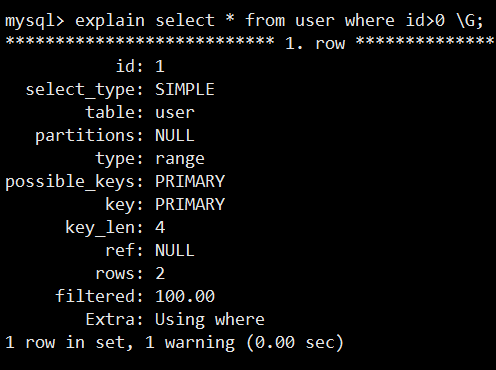 mysql> explain select * from user where id>0 \G;
*************************** 1. row **************
id: 1
select_type: SIMPLE
table: user
partitions: NULL
type: range
possible_keys: PRIMARY
key: PRIMARY
key_len: 4
ref: NULL
rows: 2
filtered: 100.00
Extra: Using where
1 row in set, 1 warning (0.00 sec)